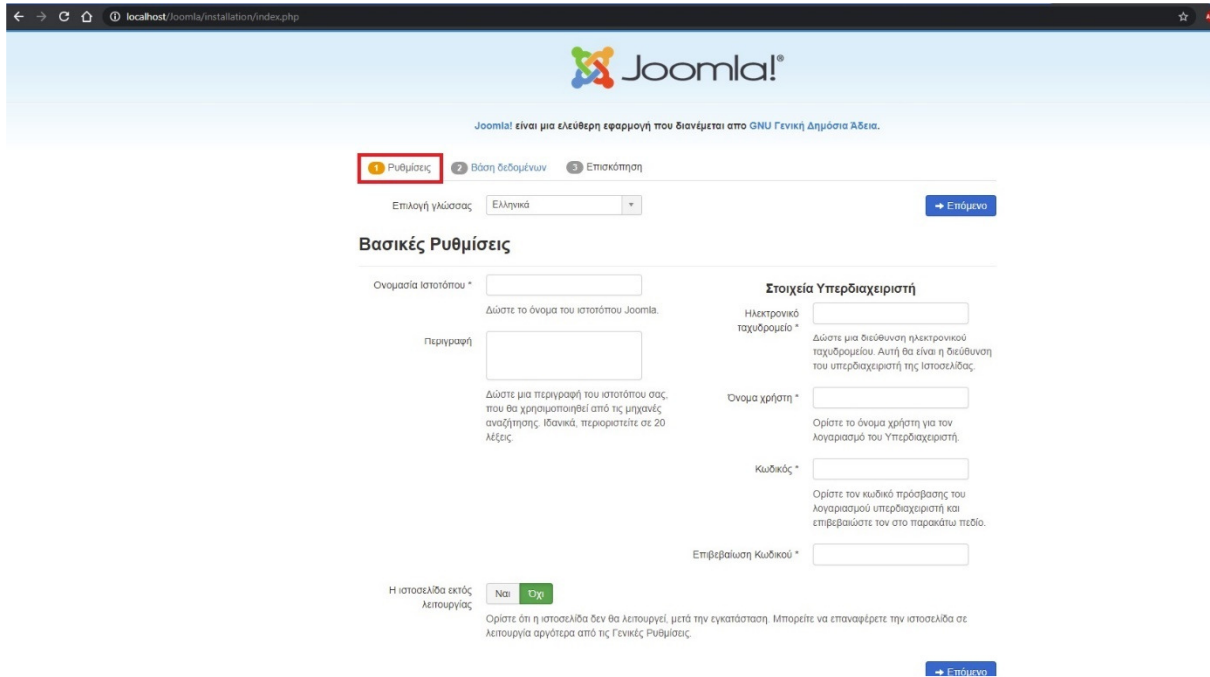 localhost/Joomla/installation/index.php
Joomla!®
Joomla! είναι μια ελεύθερη εφαρμογή που διανέμεται απο GNU Γενική Δημόσια Άδεια.
1 Ρυθμίσεις 2 Βάση δεδομένων 3 Επισκόπηση
Επιλογή γλώσσας Ελληνικά Επόμενο
Βασικές Ρυθμίσεις
Ονομασία Ιστοτόπου *
Δώστε το όνομα του ιστοτόπου Joomla.
Περιγραφή
Δώστε μια περιγραφή του ιστοτόπου σας,
που θα χρησιμοποιηθεί από τις μηχανές
αναζήτησης. Ιδανικά, περιοριστείτε σε 20
λέξεις.
Στοιχεία Υπερδιαχειριστή
Ηλεκτρονικό
ταχυδρομείο *
Δώστε μια διεύθυνση ηλεκτρονικού
ταχυδρομείου. Αυτή θα είναι η διεύθυνση
του υπερδιαχειριστή της Ιστοσελίδας.
Όνομα χρήστη *
Ορίστε το όνομα χρήστη για τον
λογαριασμό του Υπερδιαχειριστή.
Κωδικός *
Ορίστε τον κωδικό πρόσβασης του
λογαριασμού υπερδιαχειριστή και
επιβεβαιώστε τον στο παρακάτω πεδίο.
Επιβεβαίωση Κωδικού *
Η ιστοσελίδα εκτός
λειτουργίας
Ναι Όχι
Ορίστε ότι η ιστοσελίδα δεν θα λειτουργεί, μετά την εγκατάσταση. Μπορείτε να επαναφέρετε την ιστοσελίδα σε
λειτουργία αργότερα από τις Γενικές Ρυθμίσεις.
Επόμενο